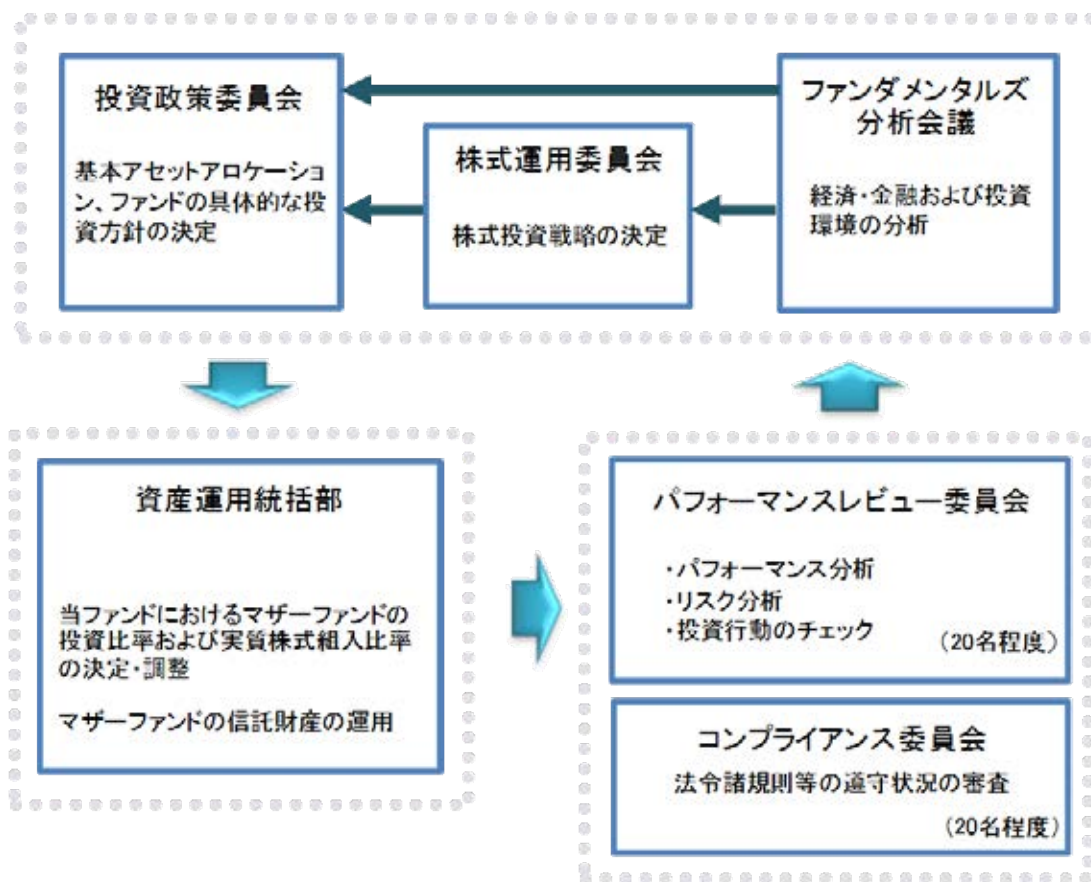 投資政策委員会
基本アセットアロケーショ
ン、ファンドの具体的な投
資方針の決定
株式運用委員会
株式投資戦略の決定
ファンダメンタルズ
分析会議
経済・金融および投資
環境の分析
資産運用統括部
当ファンドにおけるマザーファンドの
投資比率および実質株式組入比率
の決定・調整
マザーファンドの信託財産の運用
パフォーマンスレビュー委員会
・パフォーマンス分析
・リスク分析
・投資行動のチェック
(20名程度)
コンプライアンス委員会
法令諸規則等の遵守状況の審査
(20名程度)